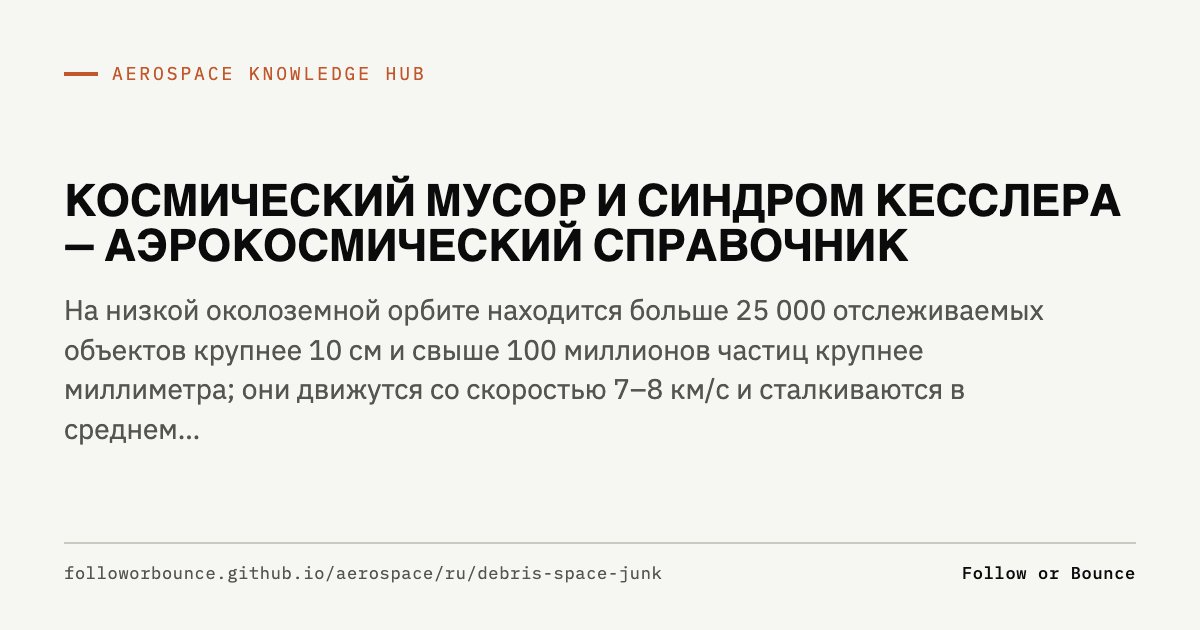 AEROSPACE KNOWLEDGE HUB
КОСМИЧЕСКИЙ МУСОР И СИНДРОМ КЕССЛЕРА
— АЭРОКОСМИЧЕСКИЙ СПРАВОЧНИК
На низкой околоземной орбите находится больше 25 000 отслеживаемых
объектов крупнее 10 см и свыше 100 миллионов частиц крупнее
миллиметра; они движутся со скоростью 7–8 км/с и сталкиваются в
среднем...
followorbounce.github.io/aerospace/ru/debris-space-junk
Follow or Bounce